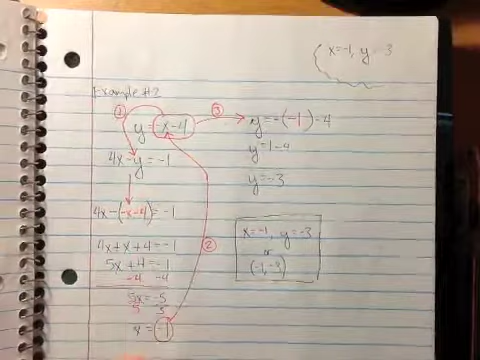 x=-1, y=-3
Example #2
① ③
y=-x-4
y=-(-1)-4
y=1-4
4x-y=-1
y=-3
4x-(-x-4)=-1
x=-1, y=-3
or
(-1,-3)
4x+x+4=-1
②
5x+4=-1
-4 -4
5x=-5
5 5
x=-1